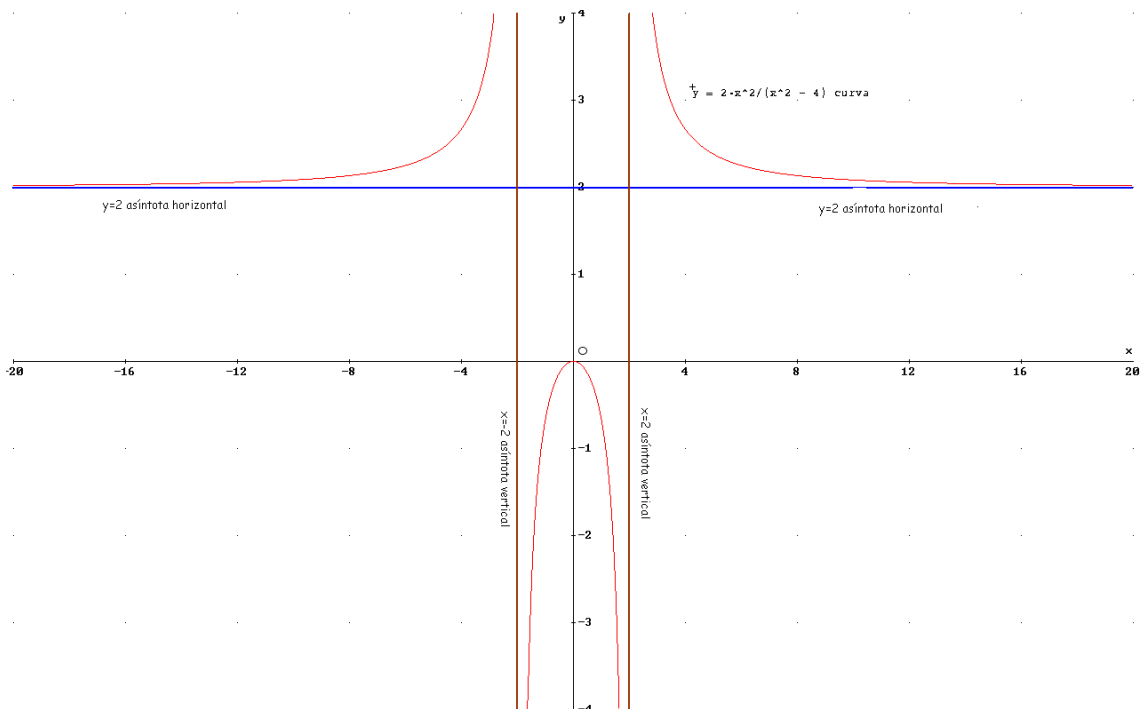 4
y
y = 2·x^2/(x^2 - 4) curva
3
2
y=2 asíntota horizontal
y=2 asíntota horizontal
1
O
x
-20 -16 -12 -8 -4 4 8 12 16 20
x=-2 asíntota vertical
x=2 asíntota vertical
-1
-2
-3
-4